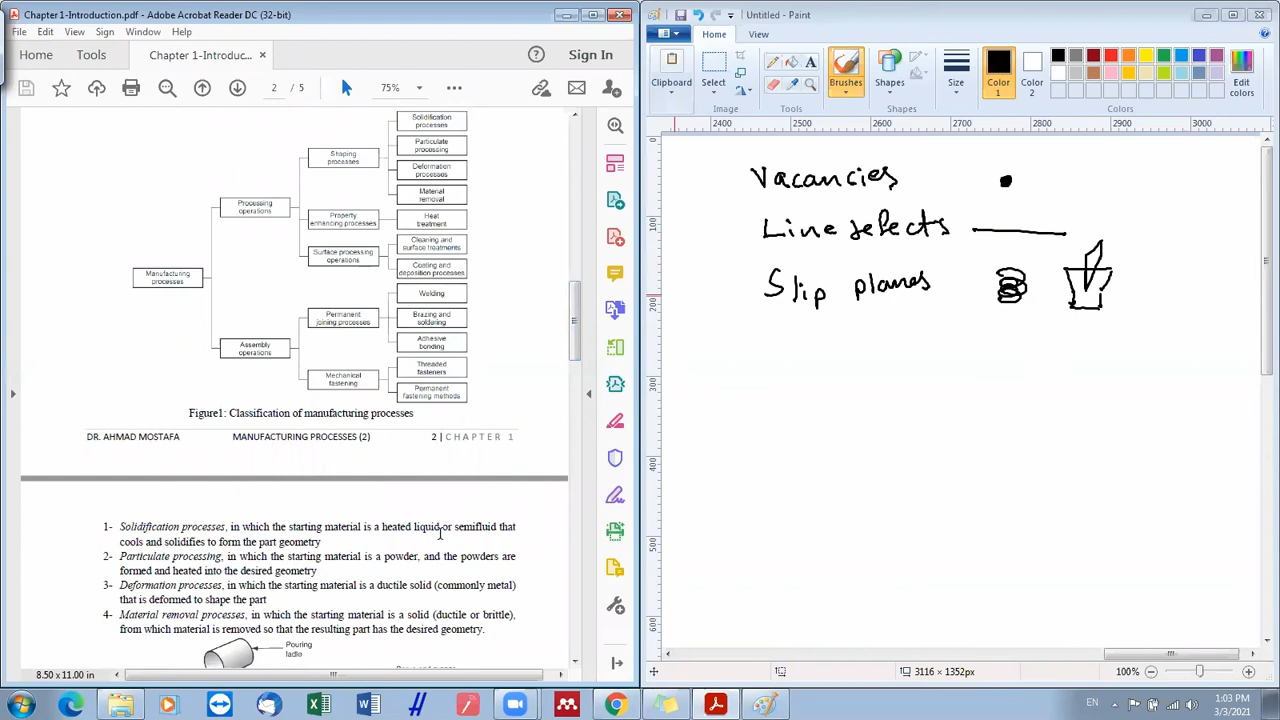 Chapter 1-Introduction.pdf - Adobe Acrobat Reader DC (32-bit)
File Edit View Sign Window Help
Home Tools Chapter 1-Introduc... Sign In
2 / 75%
Solidification processes
Particulate processing
Deformation processes
Material removal
Shaping processes
Processing operations
Property enhancing processes
Heat treatment
Surface processing operations
Cleaning and surface treatments
Coating and deposition processes
Manufacturing processes
Welding
Permanent joining processes
Brazing and soldering
Adhesive bonding
Assembly operations
Threaded fasteners
Mechanical fastening
Permanent fastening methods
Figure1: Classification of manufacturing processes
DR. AHMAD MOSTAFA MANUFACTURING PROCESSES (2) 2 | CHAPTER 1
1- Solidification processes, in which the starting material is a heated liquid or semifluid that
cools and solidifies to form the part geometry
2- Particulate processing, in which the starting material is a powder, and the powders are
formed and heated into the desired geometry
3- Deformation processes, in which the starting material is a ductile solid (commonly metal)
that is deformed to shape the part
4- Material removal processes, in which the starting material is a solid (ductile or brittle),
from which material is removed so that the resulting part has the desired geometry.
Pouring
ladle
8.50 x 11.00 in
Untitled - Paint
Home View
Clipboard Select Brushes Shapes Size Color 1 Color 2 Edit colors
Image Tools Shapes Colors
2400 2500 2600 2700 2800 2900 3000
0
100
200
300
400
500
600
Vacancies
Line
Slip planes
3116 × 1352px 100%
EN 1:03 PM
3/3/2021